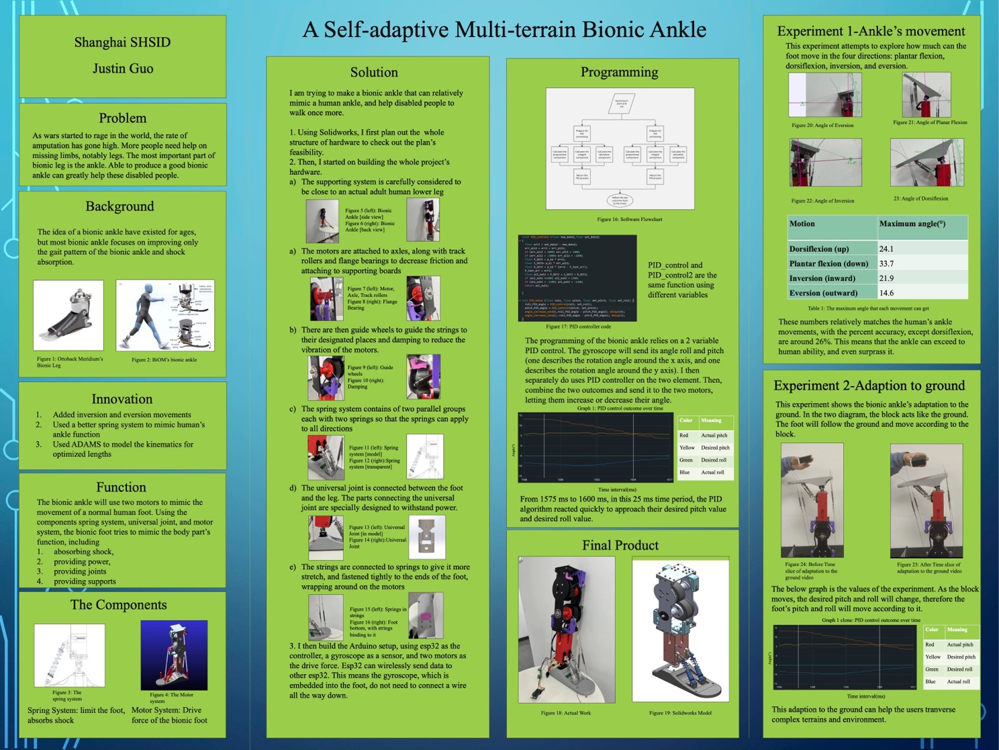 A Self-adaptive Multi-terrain Bionic Ankle
Shanghai SHSID
Justin Guo
Problem
As wars started to rage in the world, the rate of
amputation has gone high. More people need help on
missing limbs, notably legs. The most important part of
bionic leg is the ankle. Able to produce a good bionic
ankle can greatly help these disabled people.
Background
The idea of a bionic ankle have existed for ages,
but most bionic ankle focuses on improving only
the gait pattern of the bionic ankle and shock
absorption.
Figure 1: Ottoback Meridium's
Bionic Leg
Figure 2: BiOM's bionic ankle
Innovation
1. Added inversion and eversion movements
2. Used a better spring system to mimic human's
ankle function
3. Used ADAMS to model the kinematics for
optimized lengths
Function
The bionic ankle will use two motors to mimic the
movement of a normal human foot. Using the
components spring system, universal joint, and motor
system, the bionic foot tries to mimic the body part's
function, including
1. abosorbing shock,
2. providing power,
3. providing joints
4. providing supports
The Components
Figure 3: The
spring system
Figure 4: The Motor
system
Spring System: limit the foot,
absorbs shock
Motor System: Drive
force of the bionic foot
Solution
I am trying to make a bionic ankle that can relatively
mimic a human ankle, and help disabled people to
walk once more.
1. Using Solidworks, I first plan out the whole
structure of hardware to check out the plan's
feasibility.
2. Then, I started on building the whole project's
hardware.
a) The supporting system is carefully considered to
be close to an actual adult human lower leg
Figure 5 (left): Bionic
Ankle [side view]
Figure 6 (right): Bionic
Ankle [back view]
a) The motors are attached to axles, along with track
rollers and flange bearings to decrease friction and
attaching to supporting boards
Figure 7 (left): Motor,
Axle, Track rollers
Figure 8 (right): Flange
Bearing
b) There are then guide wheels to guide the strings to
their designated places and damping to reduce the
vibration of the motors.
Figure 9 (left): Guide
wheels
Figure 10 (right):
Damping
c) The spring system contains of two parallel groups
each with two springs so that the springs can apply
to all directions
Figure 11 (left): Spring
system [model]
Figure 12 (right):Spring
system [transparent]
d) The universal joint is connected between the foot
and the leg. The parts connecting the universal
joint are specially designed to withstand power.
Figure 13 (left): Universal
Joint [in model]
Figure 14 (right):Universal
Joint
e) The strings are connected to springs to give it more
stretch, and fastened tightly to the ends of the foot,
wrapping around on the motors
Figure 15 (left): Springs in
strings
Figure 16 (right): Foot
bottom, with strings
binding to it
3. I then build the Arduino setup, using esp32 as the
controller, a gyroscope as a sensor, and two motors as
the drive force. Esp32 can wirelessly send data to
other esp32. This means the gyroscope, which is
embedded into the foot, do not need to connect a wire
all the way down.
Programming
Figure 16: Software Flowchart
PID_control and
PID_control2 are the
same function using
different variables
Figure 17: PID controller code
The programming of the bionic ankle relies on a 2 variable
PID control. The gyroscope will send its angle roll and pitch
(one describes the rotation angle around the x axis, and one
describes the rotation angle around the y axis). I then
separately do uses PID controller on the two element. Then,
combine the two outcomes and send it to the two motors,
letting them increase or decrease their angle.
Graph 1: PID control outcome over time
Angle(°)
Color Meaning
Red Actual pitch
Yellow Desired pitch
Green Desired roll
Blue Actual roll
Time interval(ms)
From 1575 ms to 1600 ms, in this 25 ms time period, the PID
algorithm reacted quickly to approach their desired pitch value
and desired roll value.
Final Product
Figure 18: Actual Work
Figure 19: Solidworks Model
Experiment 1-Ankle's movement
This experiment attempts to explore how much can the
foot move in the four directions: plantar flexion,
dorsiflexion, inversion, and eversion.
Figure 20: Angle of Eversion
Figure 21: Angle of Planar Flexion
Figure 22: Angle of Inversion
23: Angle of Dorsiflexion
Motion Maximum angle(°)
Dorsiflexion (up) 24.1
Plantar flexion (down) 33.7
Inversion (inward) 21.9
Eversion (outward) 14.6
Table 1: The maximum angle that each movement can get
These numbers relatively matches the human's ankle
movements, with the percent accuracy, except dorsiflexion,
are around 26%. This means that the ankle can exceed to
human ability, and even surprass it.
Experiment 2-Adaption to ground
This experiment shows the bionic ankle's adaptation to the
ground. In the two diagram, the block acts like the ground.
The foot will follow the ground and move according to the
block.
Figure 24: Before Time
slice of adaptation to the
ground video
Figure 25: After Time slice of
adaptation to the ground video
The below graph is the values of the experinment. As the block
moves, the desired pitch and roll will change, therefore the
foot's pitch and roll will move according to it.
Graph 1 clone: PID control outcome over time
Angle(°)
Color Meaning
Red Actual pitch
Yellow Desired pitch
Green Desired roll
Blue Actual roll
Time interval(ms)
This adaption to the ground can help the users tranverse
complex terrains and environment.